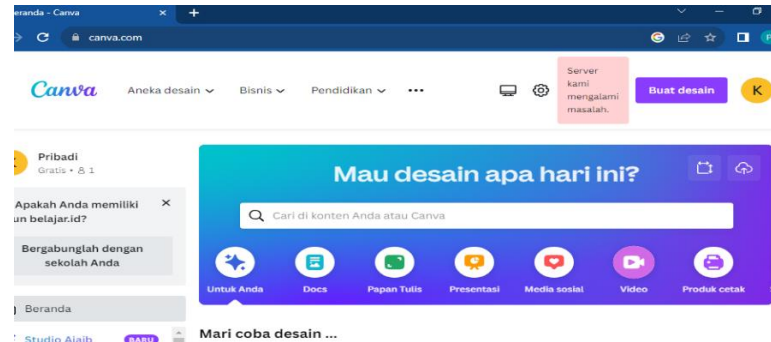 eranda - Canva
canva.com
Canva
Aneka desain
Bisnis
Pendidikan
Server
kami
mengalami
masalah.
Buat desain
K
Pribadi
Gratis • 1
Apakah Anda memiliki
un belajar.id?
Bergabunglah dengan
sekolah Anda
Beranda
Studio Ajaib
BARU
Mau desain apa hari ini?
Cari di konten Anda atau Canva
Untuk Anda
Docs
Papan Tulis
Presentasi
Media sosial
Video
Produk cetak
Mari coba desain ...